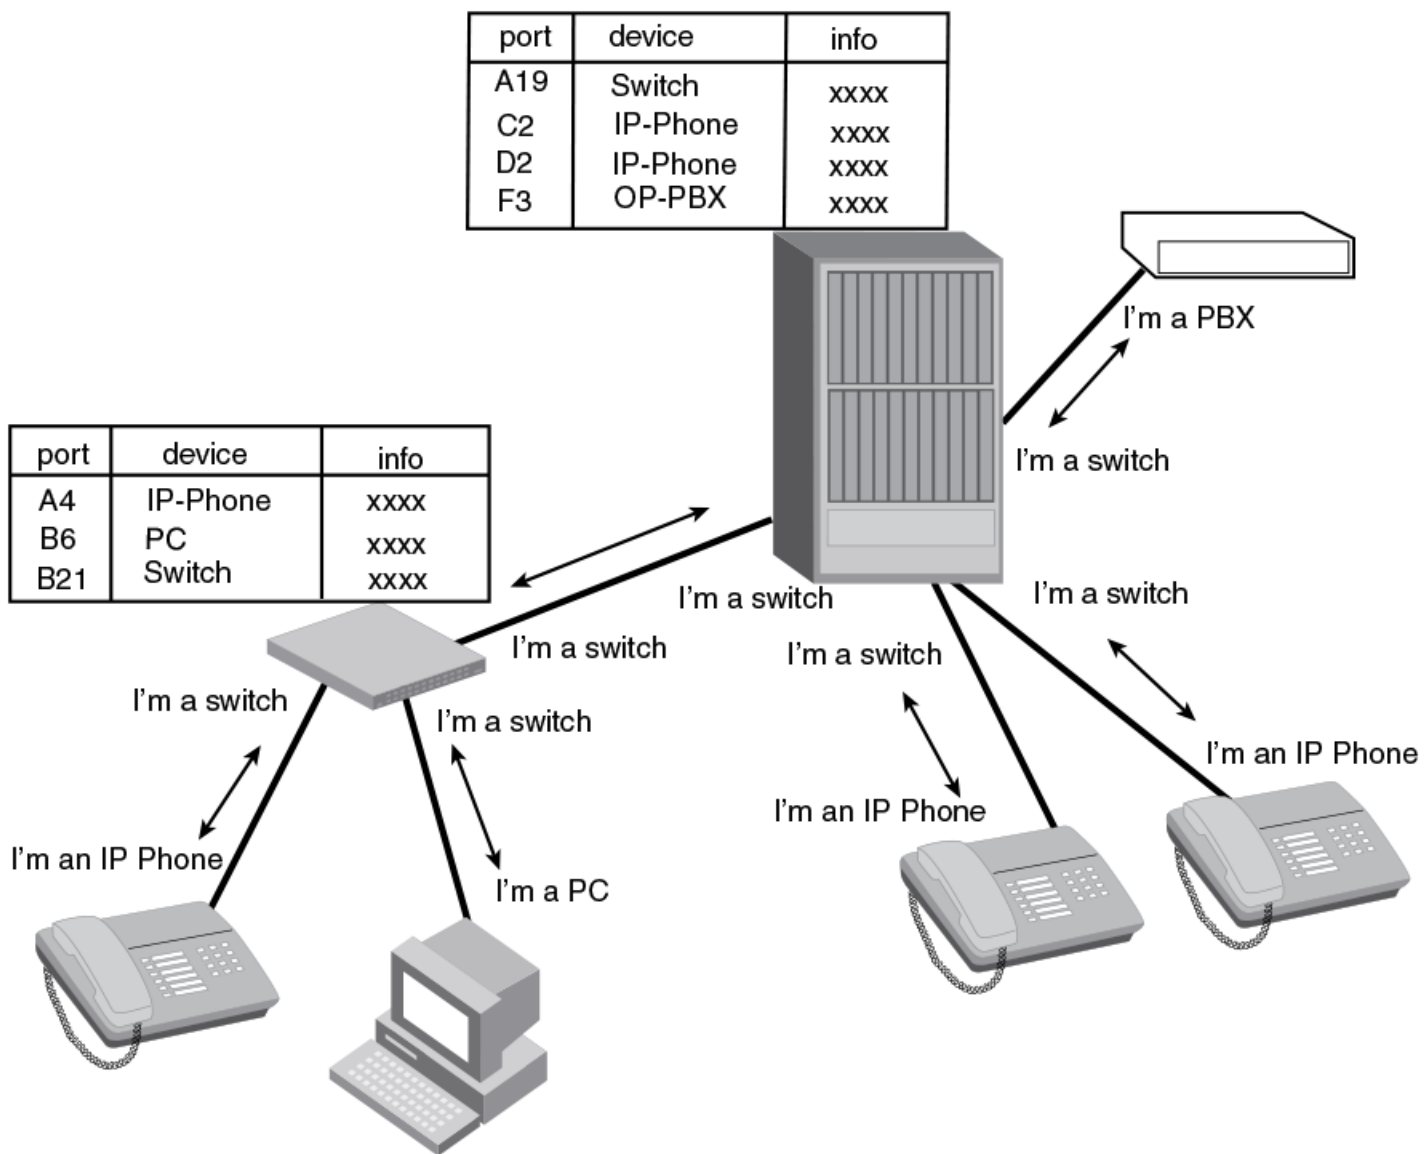 port device info
A19 Switch xxxx
C2 IP-Phone xxxx
D2 IP-Phone xxxx
F3 OP-PBX xxxx
I'm a PBX
I'm a switch
port device info
A4 IP-Phone xxxx
B6 PC xxxx
B21 Switch xxxx
I'm a switch
I'm a switch
I'm a switch
I'm a switch
I'm a switch
I'm a switch
I'm an IP Phone
I'm an IP Phone
I'm an IP Phone
I'm a PC